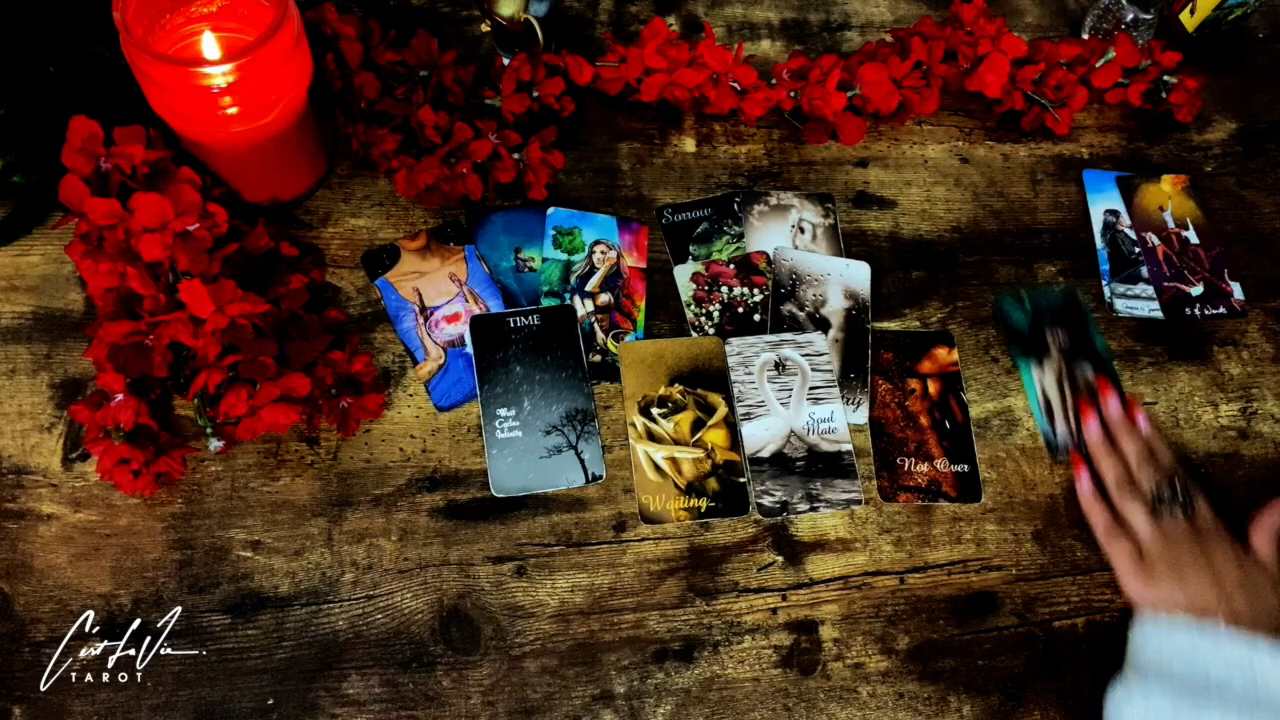 Sorrow
TIME
Wait
Cycles
Infinity
5 of Wands
Soul
Mate
Not Over
Waiting...
C'est La Vie
TAROT